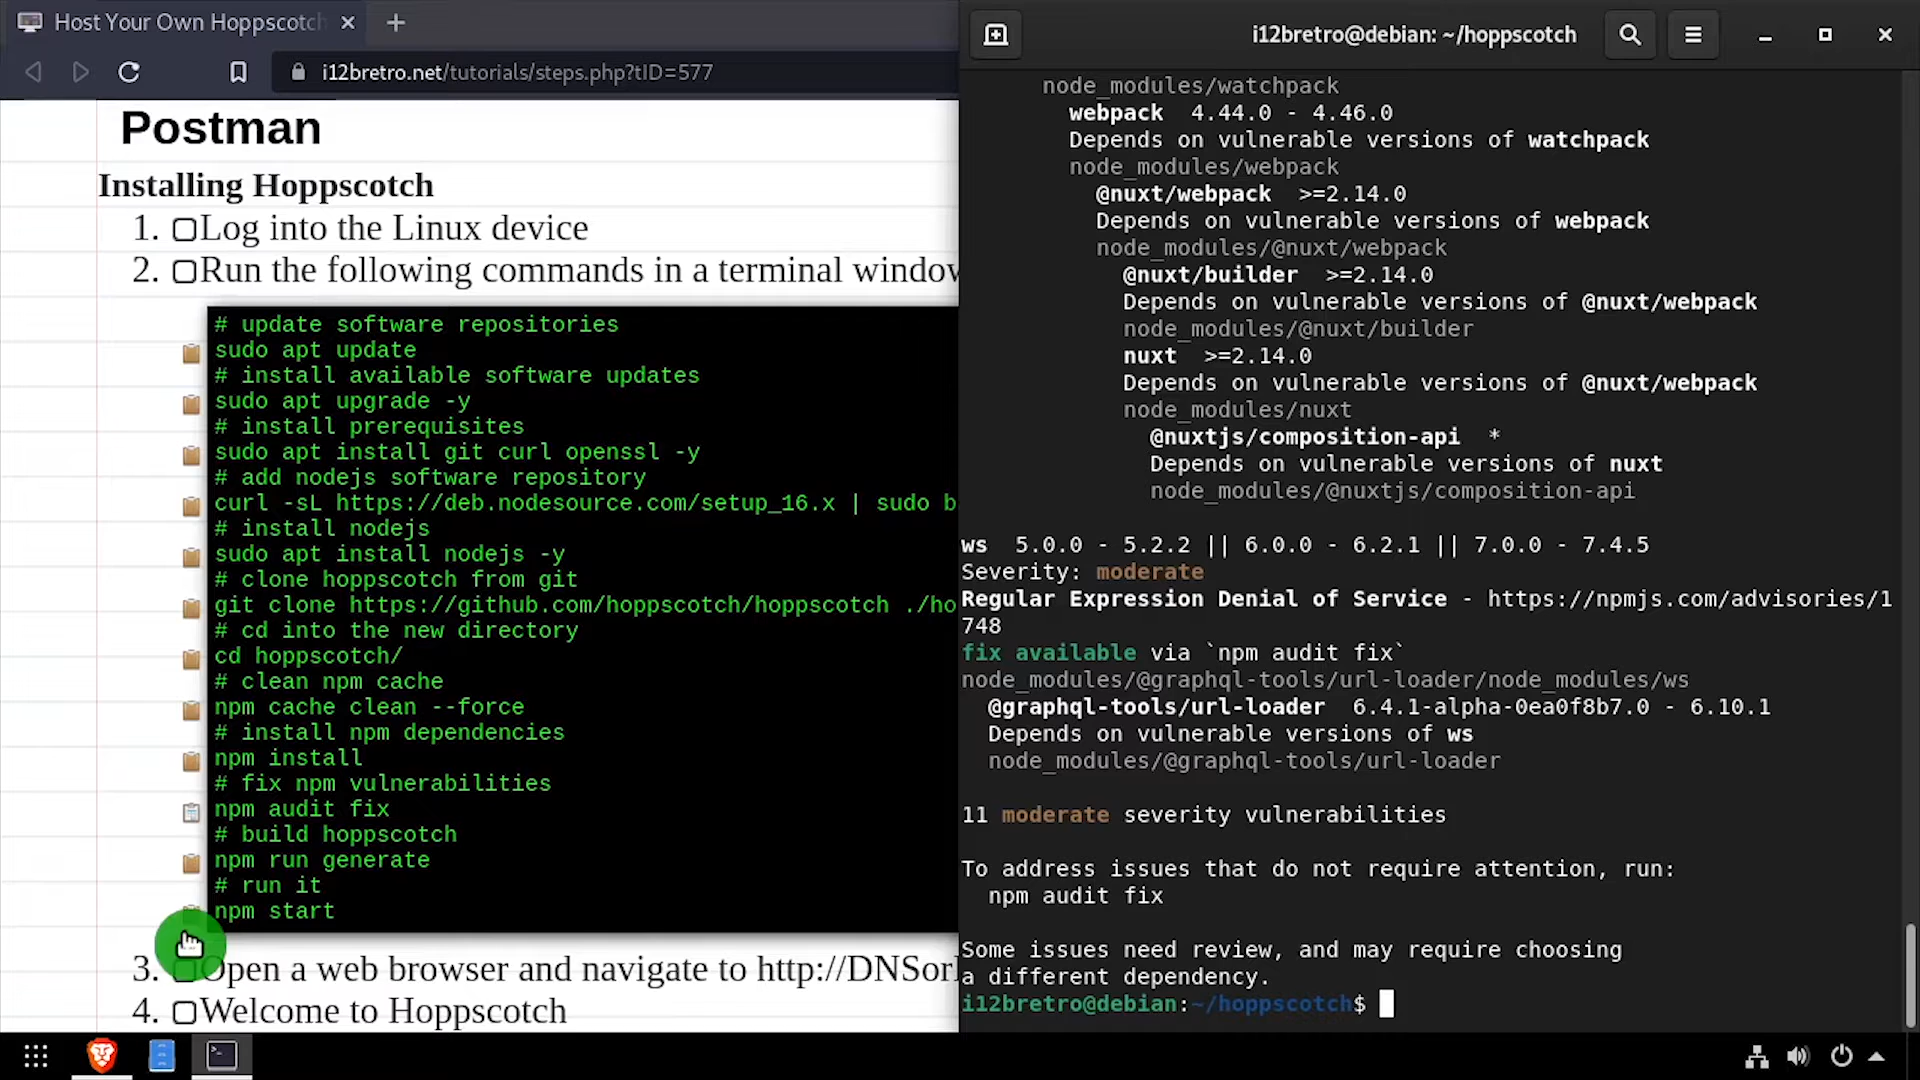 Host Your Own Hoppscotch
i12bretro.net/tutorials/steps.php?tID=577
Postman
Installing Hoppscotch
1. Log into the Linux device
2. Run the following commands in a terminal window
# update software repositories
sudo apt update
# install available software updates
sudo apt upgrade -y
# install prerequisites
sudo apt install git curl openssl -y
# add nodejs software repository
curl -sL https://deb.nodesource.com/setup_16.x | sudo b
# install nodejs
sudo apt install nodejs -y
# clone hoppscotch from git
git clone https://github.com/hoppscotch/hoppscotch ./ho
# cd into the new directory
cd hoppscotch/
# clean npm cache
npm cache clean --force
# install npm dependencies
npm install
# fix npm vulnerabilities
npm audit fix
# build hoppscotch
npm run generate
# run it
npm start
3. Open a web browser and navigate to http://DNSorI
4. Welcome to Hoppscotch
i12bretro@debian: ~/hoppscotch
node_modules/watchpack
webpack 4.44.0 - 4.46.0
Depends on vulnerable versions of watchpack
node_modules/webpack
@nuxt/webpack >=2.14.0
Depends on vulnerable versions of webpack
node_modules/@nuxt/webpack
@nuxt/builder >=2.14.0
Depends on vulnerable versions of @nuxt/webpack
node_modules/@nuxt/builder
nuxt >=2.14.0
Depends on vulnerable versions of @nuxt/webpack
node_modules/nuxt
@nuxtjs/composition-api *
Depends on vulnerable versions of nuxt
node_modules/@nuxtjs/composition-api
ws 5.0.0 - 5.2.2 || 6.0.0 - 6.2.1 || 7.0.0 - 7.4.5
Severity: moderate
Regular Expression Denial of Service - https://npmjs.com/advisories/1
748
fix available via `npm audit fix`
node_modules/@graphql-tools/url-loader/node_modules/ws
@graphql-tools/url-loader 6.4.1-alpha-0ea0f8b7.0 - 6.10.1
Depends on vulnerable versions of ws
node_modules/@graphql-tools/url-loader
11 moderate severity vulnerabilities
To address issues that do not require attention, run:
npm audit fix
Some issues need review, and may require choosing
a different dependency.
i12bretro@debian:~/hoppscotch$